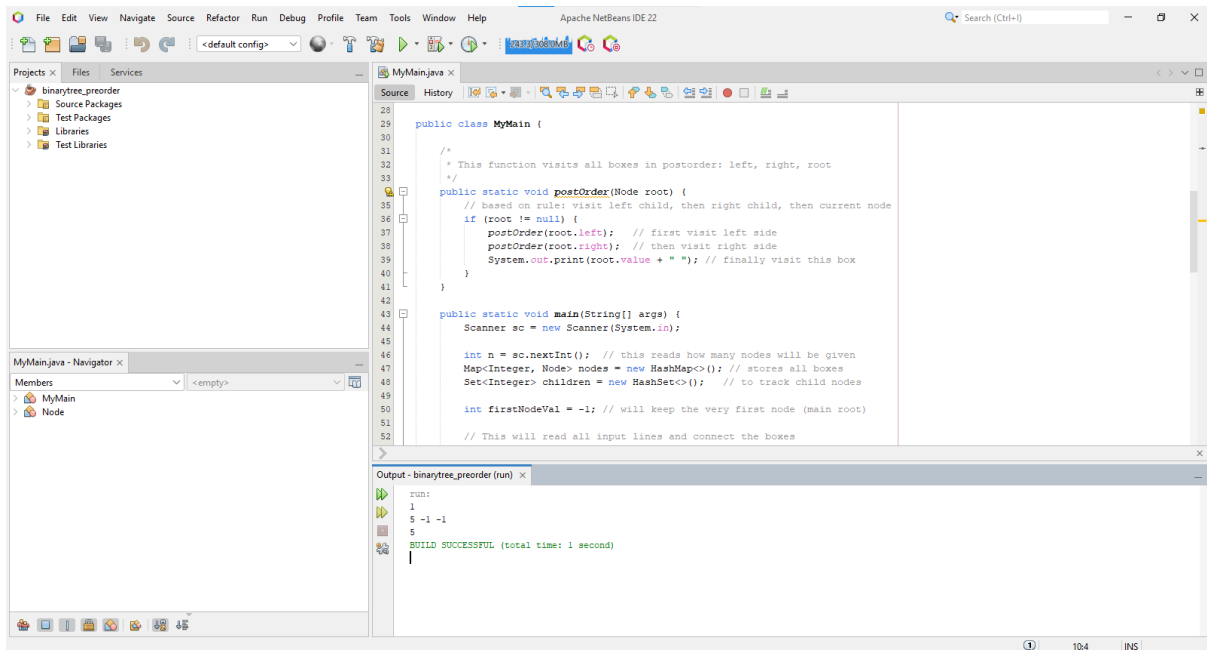 File Edit View Navigate Source Refactor Run Debug Profile Team Tools Window Help Apache NetBeans IDE 22 Search (Ctrl+I)
<default config>
Projects Files Services
binarytree_preorder
Source Packages
Test Packages
Libraries
Test Libraries
MyMain.java - Navigator
Members <empty>
MyMain
Node
MyMain.java
Source History
28
29 public class MyMain {
30
31 /*
32 * This function visits all boxes in postorder: left, right, root
33 */
public static void postOrder(Node root) {
35 // based on rule: visit left child, then right child, then current node
36 if (root != null) {
37 postOrder(root.left); // first visit left side
38 postOrder(root.right); // then visit right side
39 System.out.print(root.value + " "); // finally visit this box
40 }
41 }
42
43 public static void main(String[] args) {
44 Scanner sc = new Scanner(System.in);
45
46 int n = sc.nextInt(); // this reads how many nodes will be given
47 Map<Integer, Node> nodes = new HashMap<>(); // stores all boxes
48 Set<Integer> children = new HashSet<>(); // to track child nodes
49
50 int firstNodeVal = -1; // will keep the very first node (main root)
51
52 // This will read all input lines and connect the boxes
Output - binarytree_preorder (run)
run:
1
5 -1 -1
5
BUILD SUCCESSFUL (total time: 1 second)
1 10:4 INS